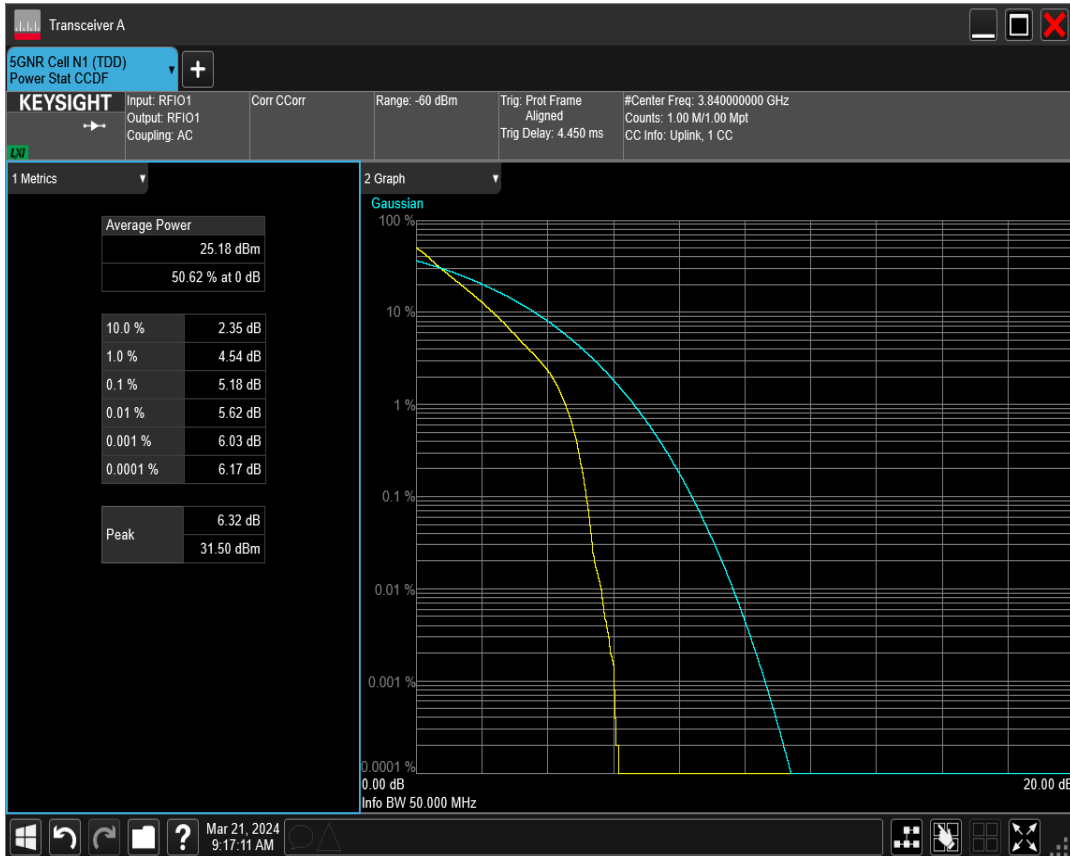 Transceiver A
5GNR Cell N1 (TDD)
Power Stat CCDF
+
KEYSIGHT
LXI
Input: RFIO1
Output: RFIO1
Coupling: AC
Corr CCorr
Range: -60 dBm
Trig: Prot Frame
Aligned
Trig Delay: 4.450 ms
#Center Freq: 3.840000000 GHz
Counts: 1.00 M/1.00 Mpt
CC Info: Uplink, 1 CC
1 Metrics
Average Power
25.18 dBm
50.62 % at 0 dB
10.0 % 2.35 dB
1.0 % 4.54 dB
0.1 % 5.18 dB
0.01 % 5.62 dB
0.001 % 6.03 dB
0.0001 % 6.17 dB
Peak
6.32 dB
31.50 dBm
2 Graph
Gaussian
100 %
10 %
1 %
0.1 %
0.01 %
0.001 %
0.0001 %
0.00 dB 20.00 dB
Info BW 50.000 MHz
?
Mar 21, 2024
9:17:11 AM